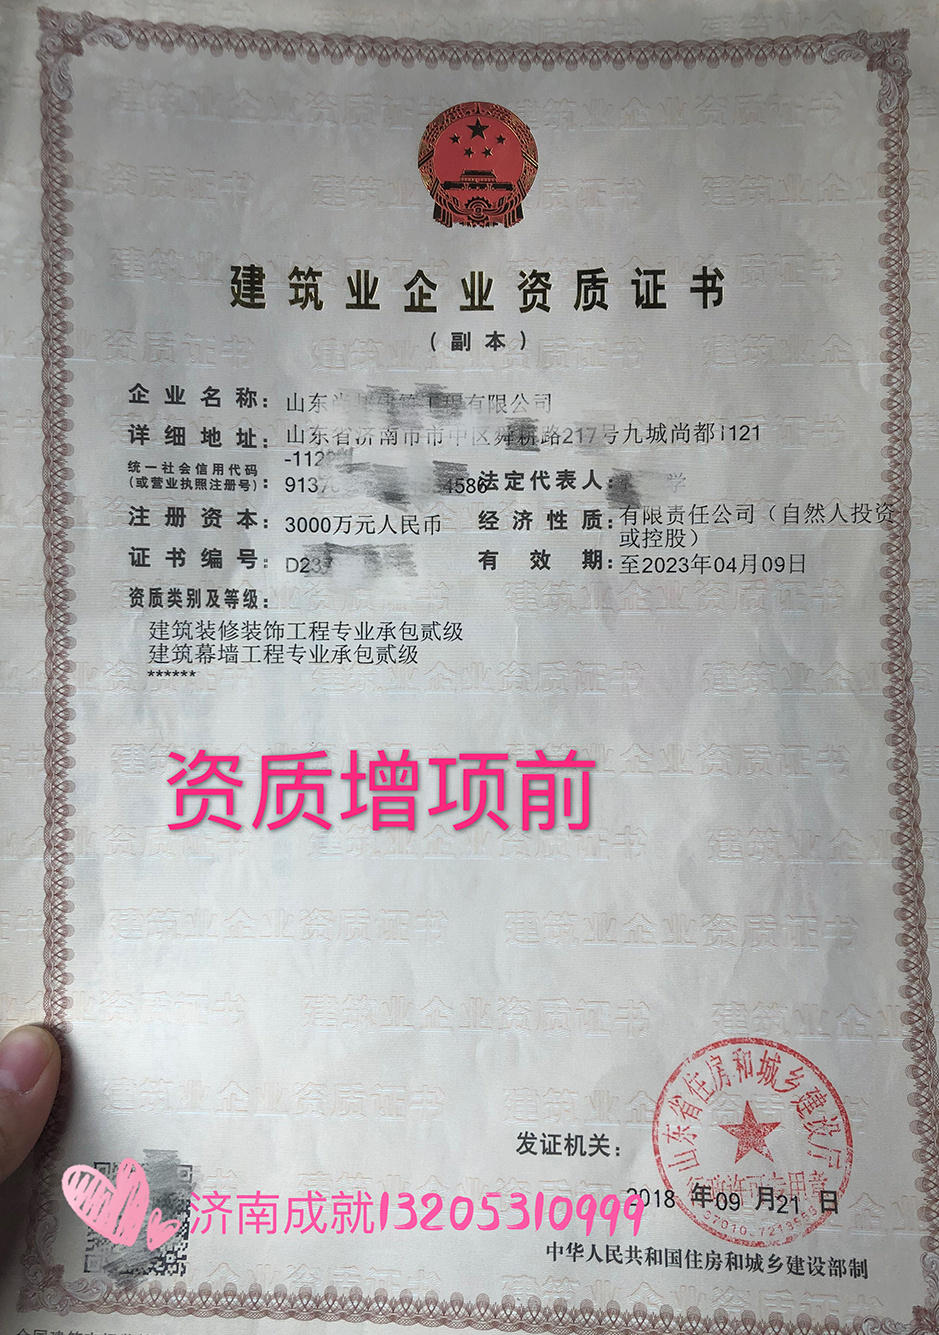 建筑业企业资质证书
（副本）
企业名称：山东 有限公司
详细地址：山东省济南市市中区舜耕路217号九城尚都1121
-112
统一社会信用代码
（或营业执照注册号）：9137 4586
法定代表人： 学
注册资本：3000万元人民币
经济性质：有限责任公司（自然人投资
或控股）
证书编号：D237
有效期：至2023年04月09日
资质类别及等级：
建筑装修装饰工程专业承包贰级
建筑幕墙工程专业承包贰级
******
资质增项前
山东省住房和城乡建设厅
发证机关：
2018 年09 月21 日
济南成就13205310999
中华人民共和国住房和城乡建设部制